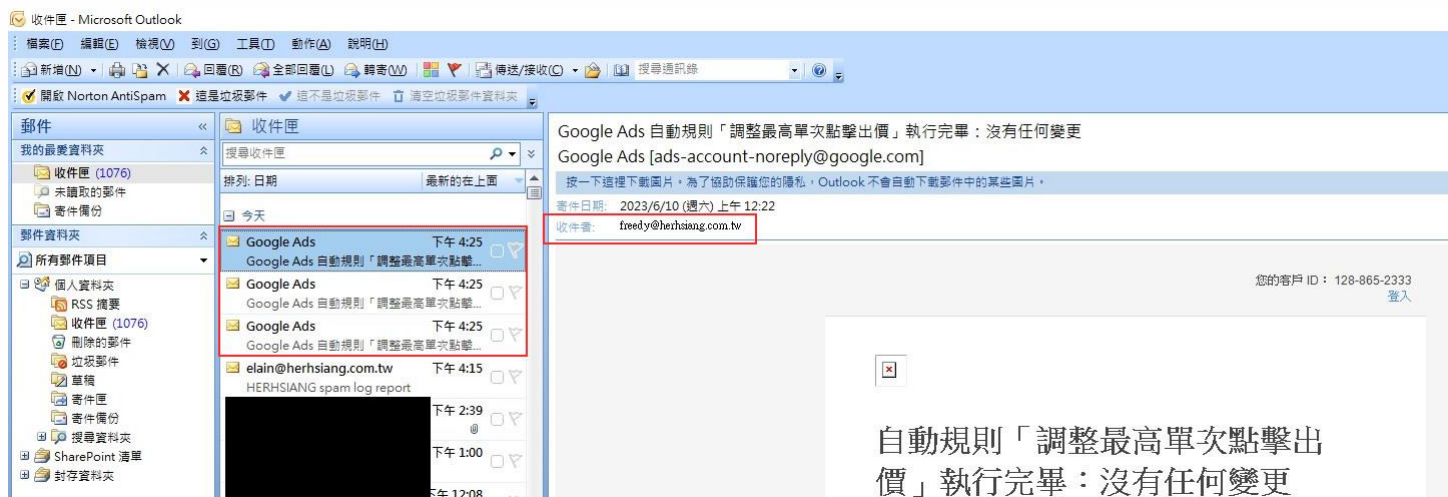 收件匣 - Microsoft Outlook
檔案(F) 編輯(E) 檢視(V) 到(G) 工具(T) 動作(A) 說明(H)
新增(N) 回覆(R) 全部回覆(L) 轉寄(W) 傳送/接收(C) 搜尋通訊錄
開啟 Norton AntiSpam 這是垃圾郵件 這不是垃圾郵件 清空垃圾郵件資料夾
郵件 «
我的最愛資料夾
收件匣 (1076)
未讀取的郵件
寄件備份
郵件資料夾
所有郵件項目
個人資料夾
RSS 摘要
收件匣 (1076)
刪除的郵件
垃圾郵件
草稿
寄件匣
寄件備份
搜尋資料夾
SharePoint 清單
封存資料夾
收件匣
搜尋收件匣
排列: 日期 最新的在上面
今天
Google Ads 下午 4:25
Google Ads 自動規則「調整最高單次點擊...
Google Ads 下午 4:25
Google Ads 自動規則「調整最高單次點擊...
Google Ads 下午 4:25
Google Ads 自動規則「調整最高單次點擊...
elain@herhsiang.com.tw 下午 4:15
HERHSIANG spam log report
下午 2:39
下午 1:00
下午 12:08
Google Ads 自動規則「調整最高單次點擊出價」執行完畢：沒有任何變更
Google Ads [ads-account-noreply@google.com]
按一下這裡下載圖片。為了協助保護您的隱私，Outlook 不會自動下載郵件中的某些圖片。
寄件日期: 2023/6/10 (週六) 上午 12:22
收件者: freedy@herhsiang.com.tw
您的客戶 ID： 128-865-2333
登入
自動規則「調整最高單次點擊出
價」執行完畢：沒有任何變更